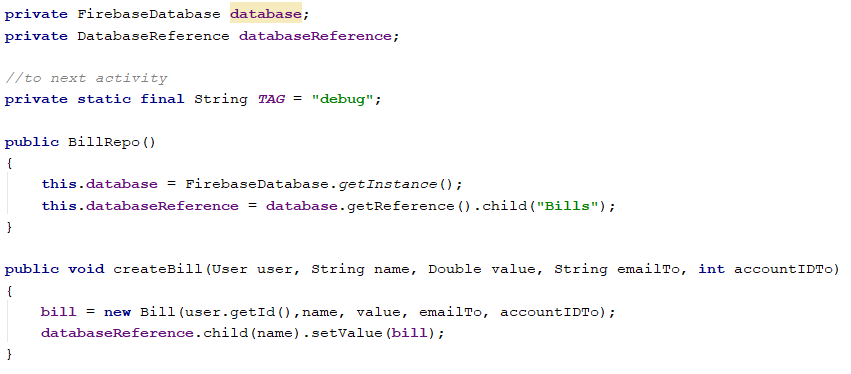 private FirebaseDatabase database;
private DatabaseReference databaseReference;
//to next activity
private static final String TAG = "debug";
public BillRepo()
{
this.database = FirebaseDatabase.getInstance();
this.databaseReference = database.getReference().child("Bills");
}
public void createBill(User user, String name, Double value, String emailTo, int accountIDTo)
{
bill = new Bill(user.getId(),name, value, emailTo, accountIDTo);
databaseReference.child(name).setValue(bill);
}